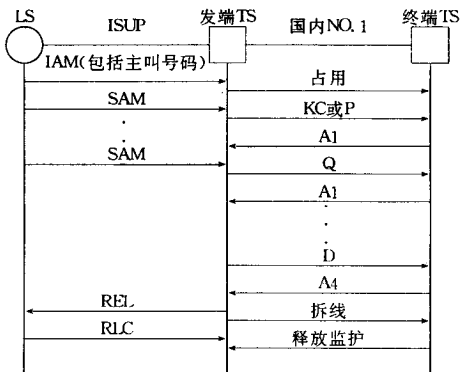 LS ISUP 发端TS 国内NO.1 终端TS
IAM(包括主叫号码)
占用
SAM
KC或P
A1
SAM
Q
A1
D
A4
REL
拆线
RLC
释放监护